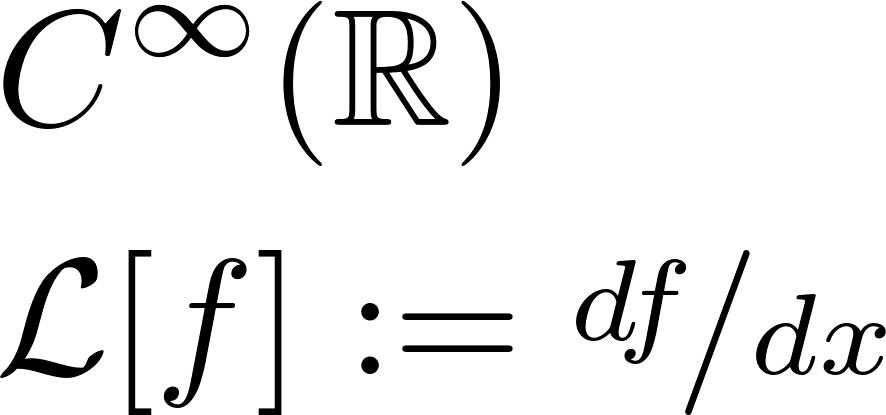 C^∞(ℝ)
ℒ[f] := df/dx